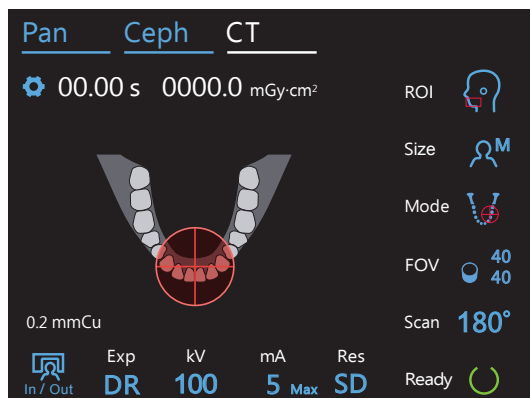 Pan Ceph CT
00.00 s 0000.0 mGy·cm²
ROI
Size M
Mode
FOV 40
40
0.2 mmCu
Scan 180°
Exp kV mA Res
In / Out DR 100 5 Max SD
Ready